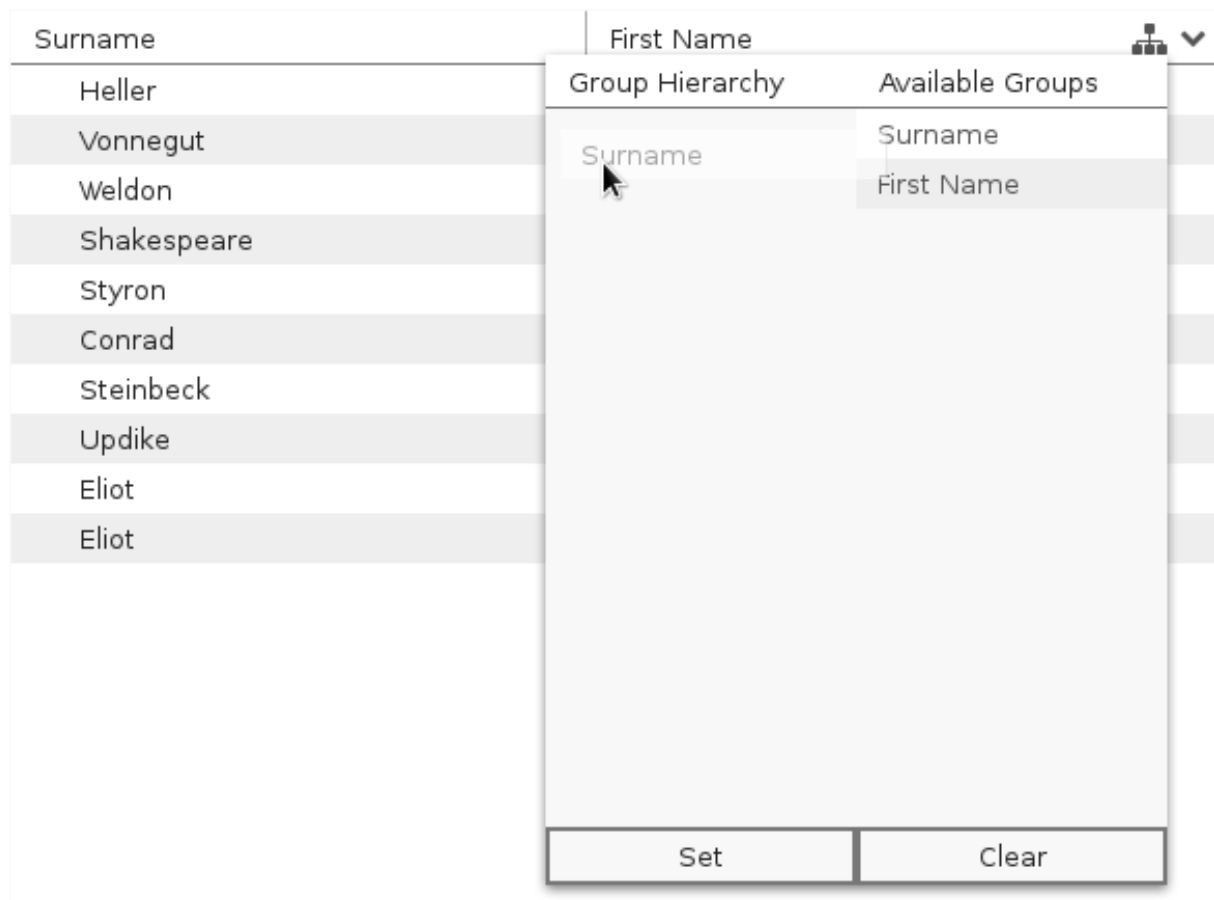 Surname First Name
Group Hierarchy Available Groups
Heller
Vonnegut
Weldon
Shakespeare
Styron
Conrad
Steinbeck
Updike
Eliot
Eliot
Surname
Surname
First Name
Set Clear